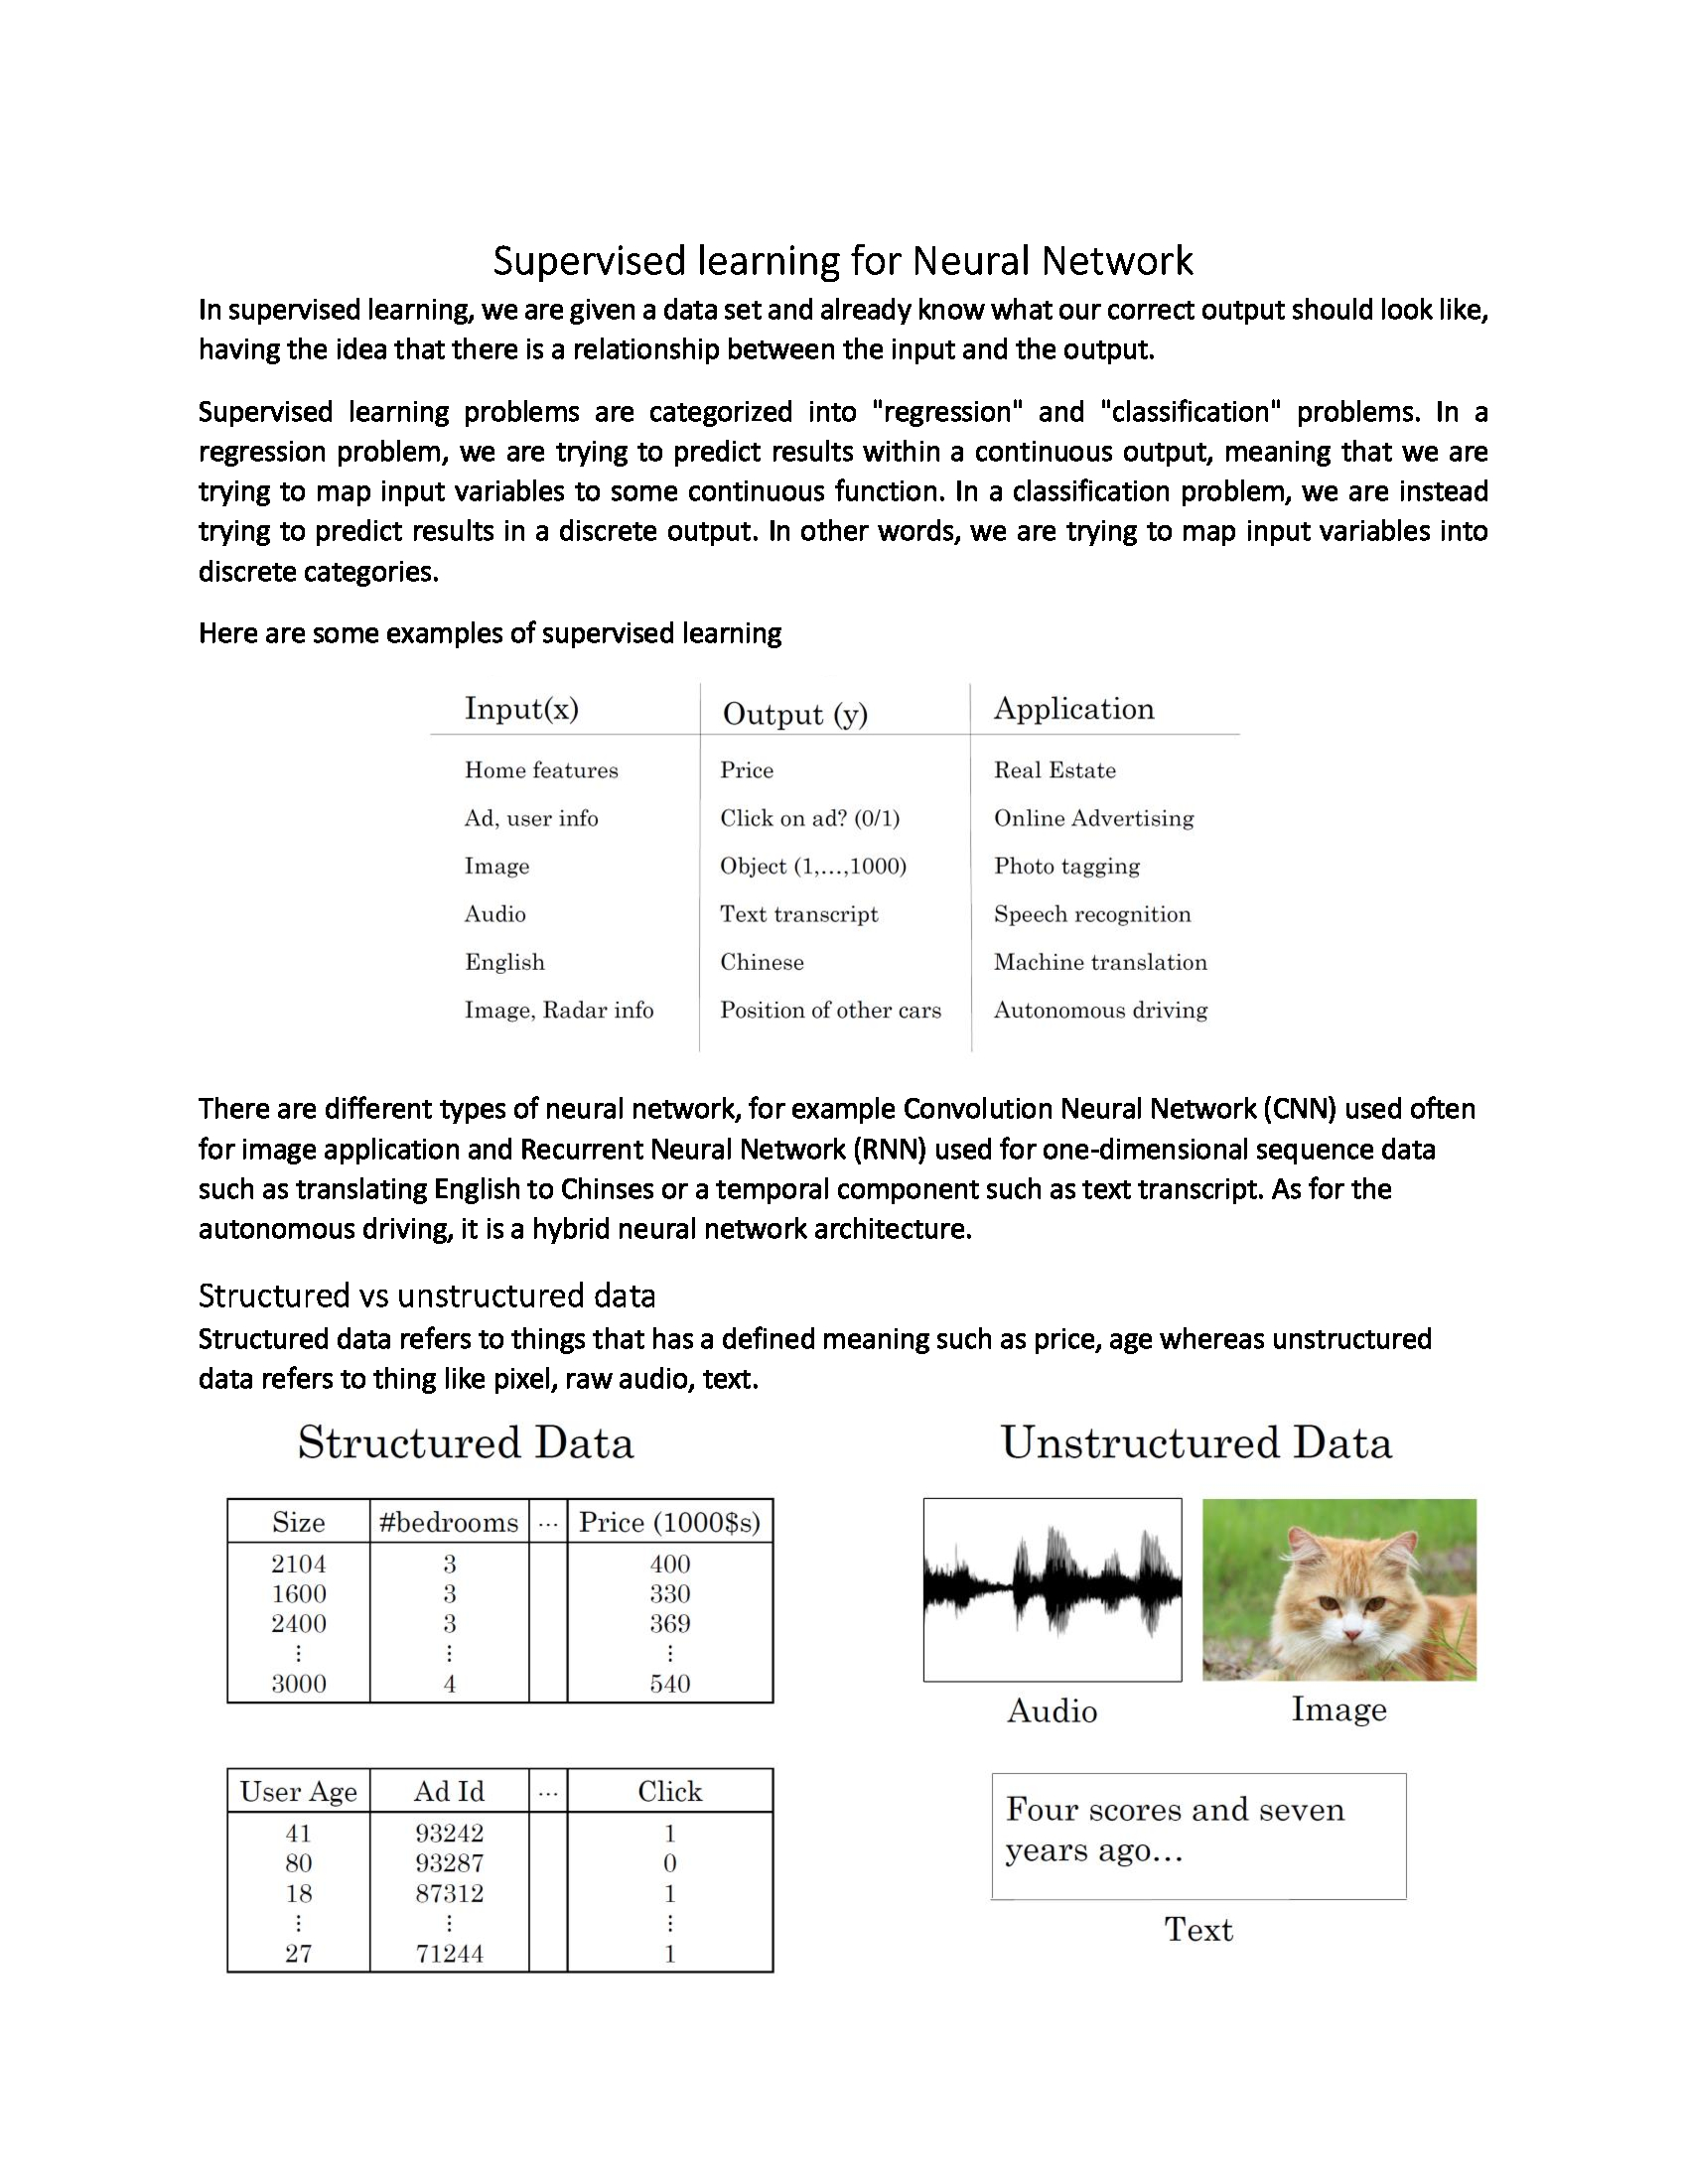 Supervised learning for Neural Network
In supervised learning, we are given a data set and already know what our correct output should look like,
having the idea that there is a relationship between the input and the output.
Supervised learning problems are categorized into "regression" and "classification" problems. In a
regression problem, we are trying to predict results within a continuous output, meaning that we are
trying to map input variables to some continuous function. In a classification problem, we are instead
trying to predict results in a discrete output. In other words, we are trying to map input variables into
discrete categories.
Here are some examples of supervised learning
Input(x) Output (y) Application
Home features Price Real Estate
Ad, user info Click on ad? (0/1) Online Advertising
Image Object (1,...,1000) Photo tagging
Audio Text transcript Speech recognition
English Chinese Machine translation
Image, Radar info Position of other cars Autonomous driving
There are different types of neural network, for example Convolution Neural Network (CNN) used often
for image application and Recurrent Neural Network (RNN) used for one-dimensional sequence data
such as translating English to Chinses or a temporal component such as text transcript. As for the
autonomous driving, it is a hybrid neural network architecture.
Structured vs unstructured data
Structured data refers to things that has a defined meaning such as price, age whereas unstructured
data refers to thing like pixel, raw audio, text.
Structured Data
Size #bedrooms ... Price (1000$s)
2104 3 400
1600 3 330
2400 3 369
⋮ ⋮ ⋮
3000 4 540
User Age Ad Id ... Click
41 93242 1
80 93287 0
18 87312 1
⋮ ⋮ ⋮
27 71244 1
Unstructured Data
Audio Image
Four scores and seven
years ago...
Text